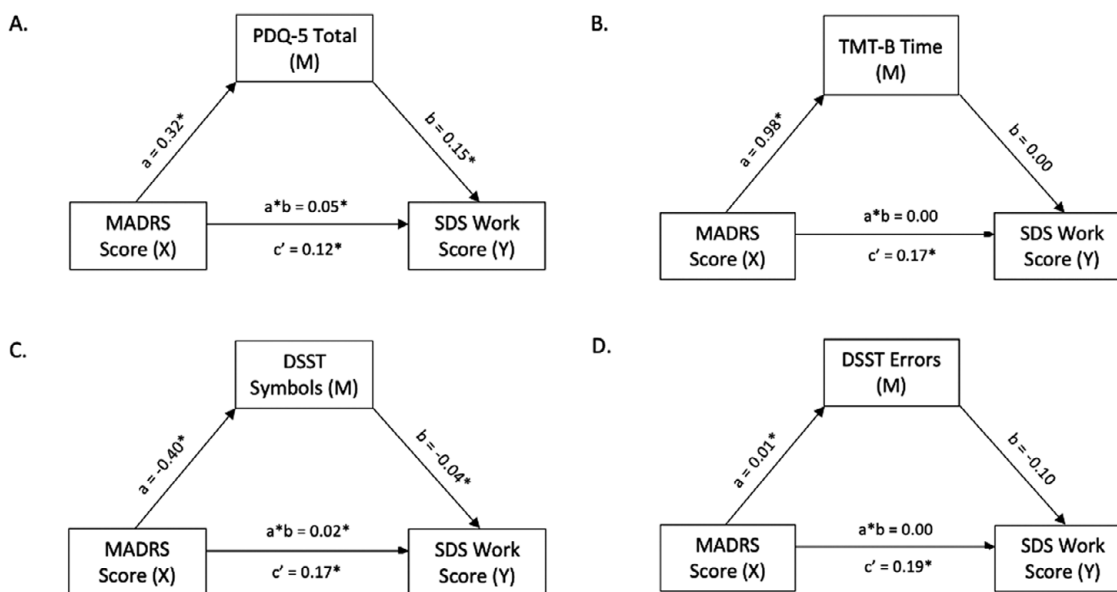 A.
PDQ-5 Total
(M)
a = 0.32*
b = 0.15*
MADRS
Score (X)
a*b = 0.05*
c' = 0.12*
SDS Work
Score (Y)
B.
TMT-B Time
(M)
a = 0.98*
b = 0.00
MADRS
Score (X)
a*b = 0.00
c' = 0.17*
SDS Work
Score (Y)
C.
DSST
Symbols (M)
a = -0.40*
b = -0.04*
MADRS
Score (X)
a*b = 0.02*
c' = 0.17*
SDS Work
Score (Y)
D.
DSST Errors
(M)
a = 0.01*
b = -0.10
MADRS
Score (X)
a*b = 0.00
c' = 0.19*
SDS Work
Score (Y)